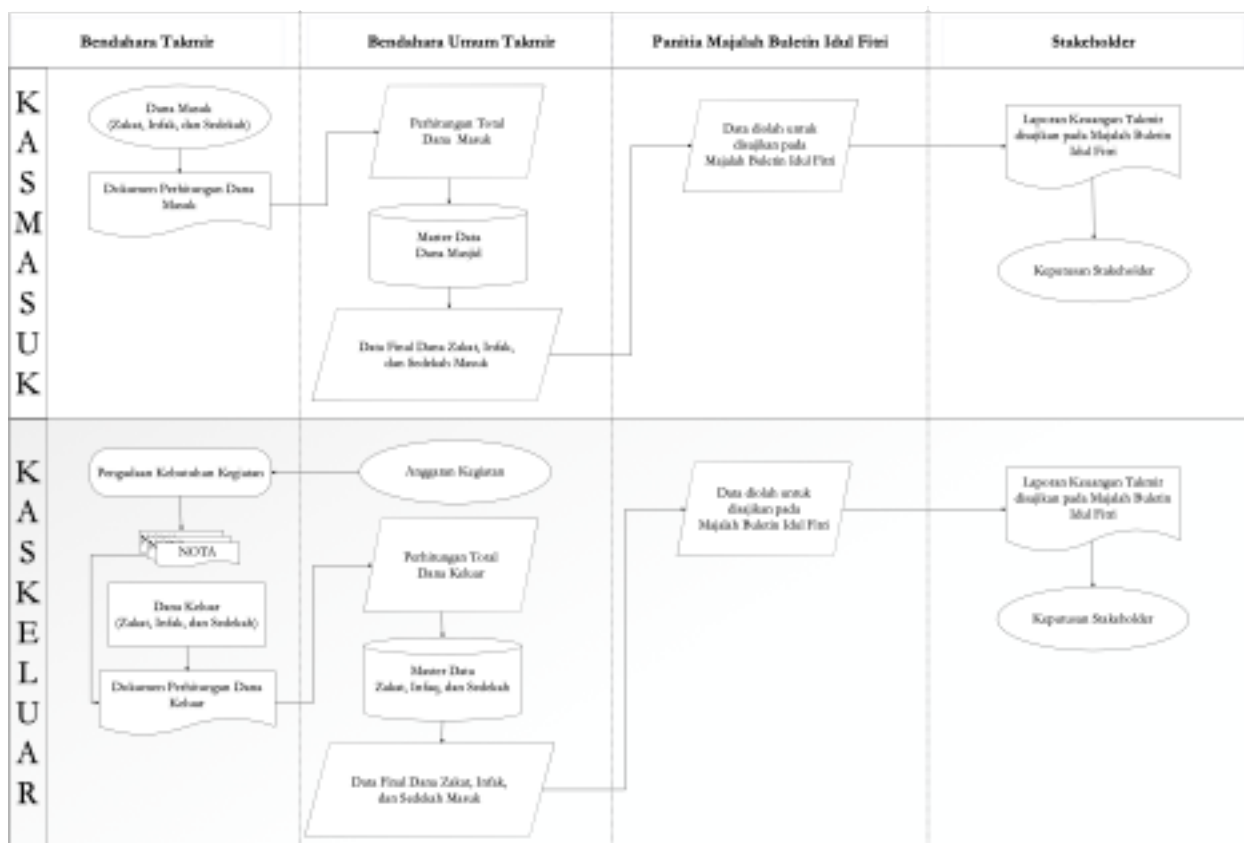 Bendahara Takmir
Bendahara Umum Takmir
Panitia Majalah Buletin Idul Fitri
Stakeholder
KAS MASUK
Dana Masuk
(Zakat, Infak, dan Sedekah)
Dokumen Perhitungan Dana
Masuk
Perhitungan Total
Dana Masuk
Master Data
Dana Masjid
Data Final Dana Zakat, Infak,
dan Sedekah Masuk
Data diolah untuk
disajikan pada
Majalah Buletin Idul Fitri
Laporan Keuangan Takmir
disajikan pada Majalah Buletin
Idul Fitri
Keputusan Stakeholder
KAS KELUAR
Pengadaan Kebutuhan Kegiatan
NOTA
Dana Keluar
(Zakat, Infak, dan Sedekah)
Dokumen Perhitungan Dana
Keluar
Anggaran Kegiatan
Perhitungan Total
Dana Keluar
Master Data
Zakat, Infaq, dan Sedekah
Data Final Dana Zakat, Infak,
dan Sedekah Masuk
Data diolah untuk
disajikan pada
Majalah Buletin Idul Fitri
Laporan Keuangan Takmir
disajikan pada Majalah Buletin
Idul Fitri
Keputusan Stakeholder